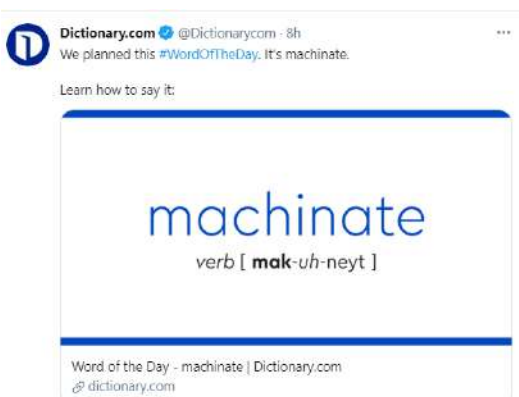 Dictionary.com @Dictionarycom · 8h
We planned this #WordOfTheDay. It's machinate.
Learn how to say it:
machinate
verb [ mak-uh-neyt ]
Word of the Day - machinate | Dictionary.com
dictionary.com